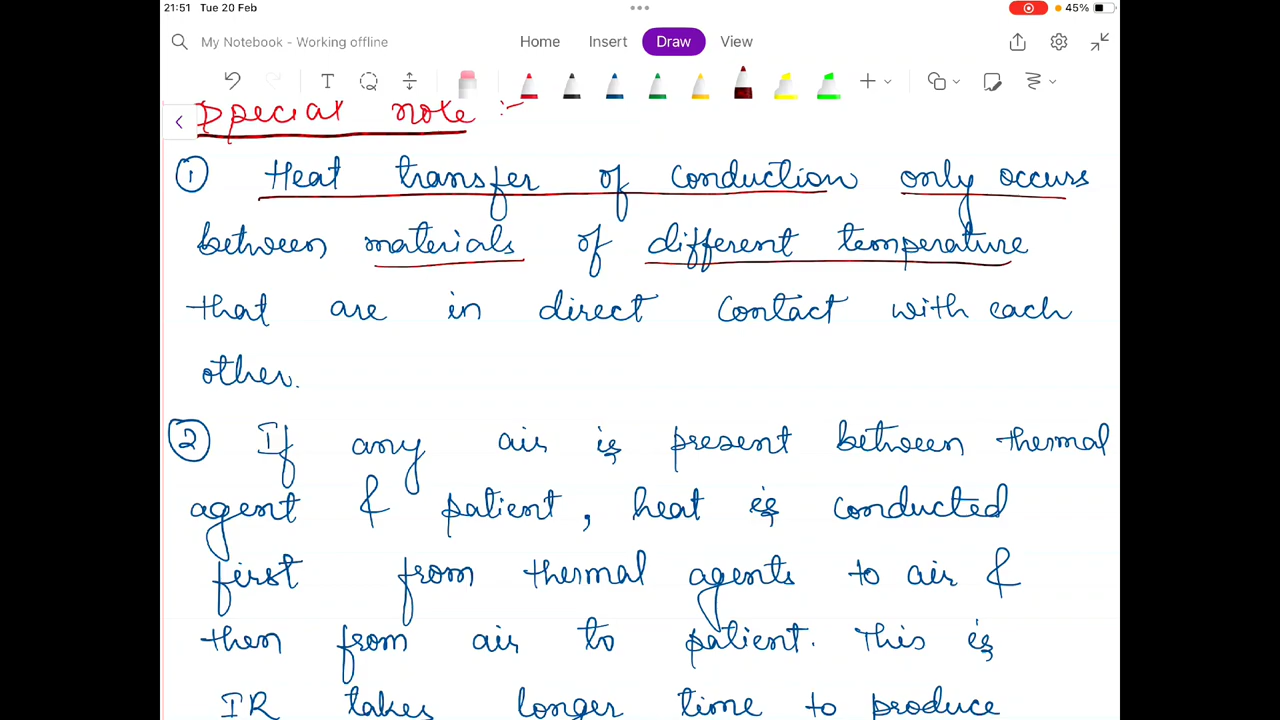 21:51 Tue 20 Feb
45%
My Notebook - Working offline
Home Insert Draw View
Special note :-
① Heat transfer of conduction only occurs
between materials of different temperature
that are in direct contact with each
other.
② If any air is present between thermal
agent & patient, heat is conducted
first from thermal agents to air &
then from air to patient. This is
IR takes longer time to produce